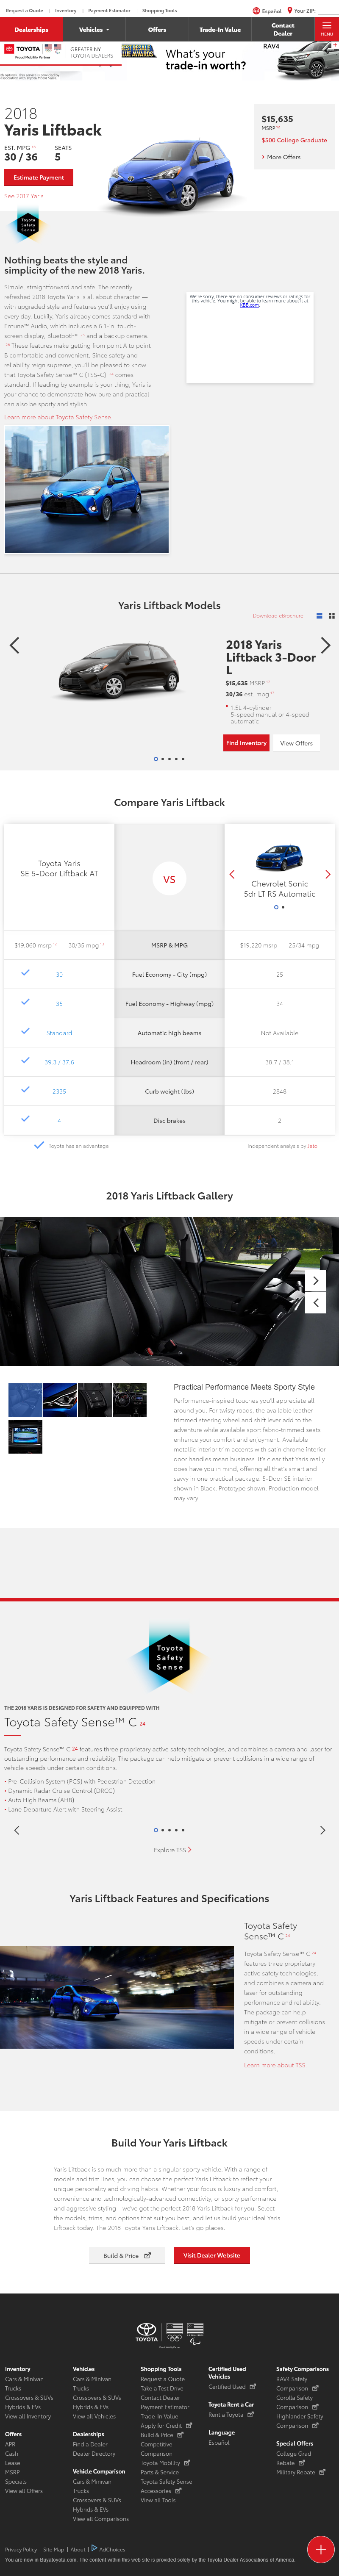 Request a Quote
Inventory
Payment Estimator
Shopping Tools
Español
Your ZIP:
Dealerships
Vehicles
Offers
Trade-In Value
Contact Dealer
MENU
TOYOTA
GREATER NY
TOYOTA DEALERS
BEST RESALE
VALUE AWARDS
What's your
trade-in worth?
RAV4
2018
Yaris Liftback
EST. MPG
30 / 36
SEATS
5
Estimate Payment
See 2017 Yaris
$15,635
MSRP
$500 College Graduate
More Offers
Toyota
Safety
Sense
Nothing beats the style and
simplicity of the new 2018 Yaris.
Simple, straightforward and safe. The recently
refreshed 2018 Toyota Yaris is all about character —
with upgraded style and features you'll enjoy using
every day. Luckily, Yaris already comes standard with
Entune™ Audio, which includes a 6.1-in. touch-
screen display, Bluetooth® 23 and a backup camera.
These features make getting from point A to point
B comfortable and convenient. Since safety and
reliability reign supreme, you'll be pleased to know
that Toyota Safety Sense™ C (TSS-C) 24 comes
standard. If leading by example is your thing, Yaris is
your chance to demonstrate how pure and practical
can also be sporty and stylish.
Learn more about Toyota Safety Sense.
We're sorry, there are no consumer reviews or ratings for
this vehicle. You might be able to learn more about it at
KBB.com.
Yaris Liftback Models
Download eBrochure
2018 Yaris
Liftback 3-Door
L
$15,635 MSRP
30/36 est. mpg
1.5L 4-cylinder
5-speed manual or 4-speed
automatic
Find Inventory
View Offers
Compare Yaris Liftback
Toyota Yaris
SE 5-Door Liftback AT
VS
Chevrolet Sonic
5dr LT RS Automatic
$19,060 msrp 30/35 mpg MSRP & MPG $19,220 msrp 25/34 mpg
30 Fuel Economy - City (mpg) 25
35 Fuel Economy - Highway (mpg) 34
Standard Automatic high beams Not Available
39.3 / 37.6 Headroom (in) (front / rear) 38.7 / 38.1
2335 Curb weight (lbs) 2848
4 Disc brakes 2
Toyota has an advantage
Independent analysis by Jato
2018 Yaris Liftback Gallery
Practical Performance Meets Sporty Style
Performance-inspired touches you'll appreciate all
around you. For twisty roads, the available leather-
trimmed steering wheel and shift lever add to the
adventure while available sport fabric-trimmed seats
enhance your comfort and enjoyment. Available
metallic interior trim accents with satin chrome interior
door handles mean business. It's clear that Yaris really
does have you in mind, offering all that's smart and
savvy in one practical package. 5-Door SE interior
shown in Black. Prototype shown. Production model
may vary.
Toyota
Safety
Sense
THE 2018 YARIS IS DESIGNED FOR SAFETY AND EQUIPPED WITH
Toyota Safety Sense™ C 24
Toyota Safety Sense™ C 24 features three proprietary active safety technologies, and combines a camera and laser for
outstanding performance and reliability. The package can help mitigate or prevent collisions in a wide range of
vehicle speeds under certain conditions.
• Pre-Collision System (PCS) with Pedestrian Detection
• Dynamic Radar Cruise Control (DRCC)
• Auto High Beams (AHB)
• Lane Departure Alert with Steering Assist
Explore TSS
Yaris Liftback Features and Specifications
Toyota Safety
Sense™ C 24
Toyota Safety Sense™ C 24
features three proprietary
active safety technologies,
and combines a camera and
laser for outstanding
performance and reliability.
The package can help
mitigate or prevent collisions
in a wide range of vehicle
speeds under certain
conditions.
Learn more about TSS.
Build Your Yaris Liftback
Yaris Liftback is so much more than a singular sporty vehicle. With a range of
models and trim lines, you can choose the perfect Yaris Liftback to reflect your
unique personality and driving habits. Whether your focus is luxury and comfort,
convenience and technologically-advanced connectivity, or sporty performance
and aggressive styling—we've got the perfect 2018 Yaris Liftback for you. Select
the models, trims, and options that suit you best, and let us build your ideal Yaris
Liftback today. The 2018 Toyota Yaris Liftback. Let's go places.
Build & Price
Visit Dealer Website
TOYOTA
Inventory
Cars & Minivan
Trucks
Crossovers & SUVs
Hybrids & EVs
View all Inventory
Offers
APR
Cash
Lease
MSRP
Specials
View all Offers
Vehicles
Cars & Minivan
Trucks
Crossovers & SUVs
Hybrids & EVs
View all Vehicles
Dealerships
Find a Dealer
Dealer Directory
Vehicle Comparison
Cars & Minivan
Trucks
Crossovers & SUVs
Hybrids & EVs
View all Comparisons
Shopping Tools
Request a Quote
Take a Test Drive
Contact Dealer
Payment Estimator
Trade-In Value
Apply for Credit
Build & Price
Competitive
Comparison
Toyota Mobility
Parts & Service
Toyota Safety Sense
Accessories
View all Tools
Certified Used
Vehicles
Certified Used
Toyota Rent a Car
Rent a Toyota
Language
Español
Safety Comparisons
RAV4 Safety
Comparison
Corolla Safety
Comparison
Highlander Safety
Comparison
Special Offers
College Grad
Rebate
Military Rebate
Privacy Policy | Site Map | About | AdChoices
You are now in Buyatoyota.com. The content within this web site is provided solely by the Toyota Dealer Associations of America.